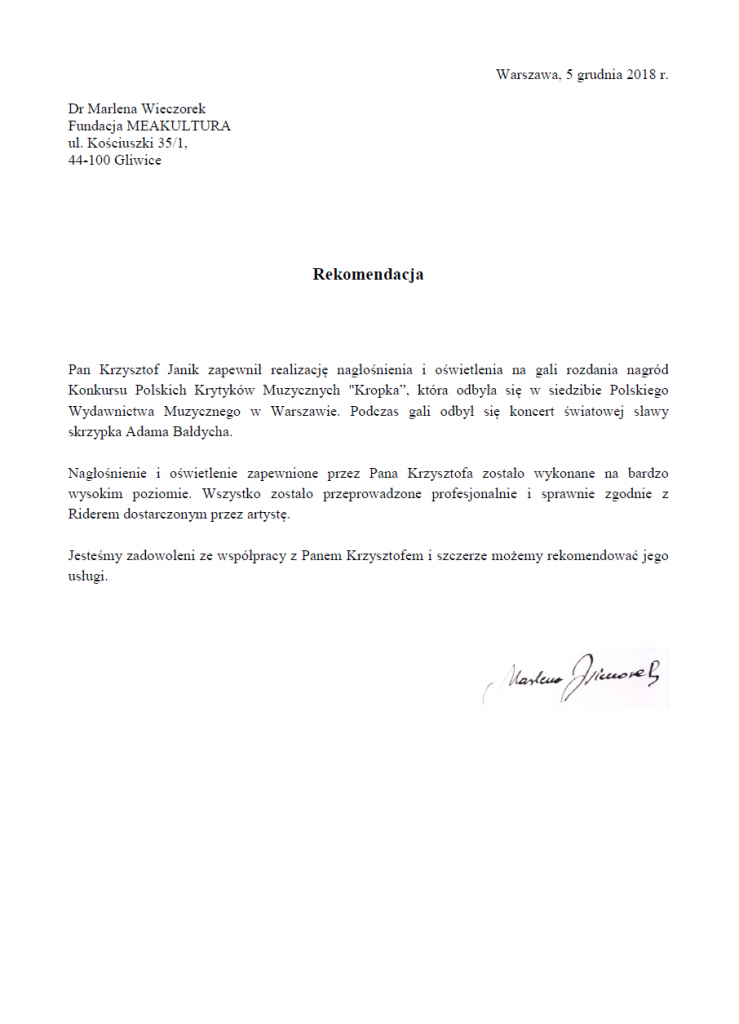 Warszawa, 5 grudnia 2018 r.
Dr Marlena Wieczorek
Fundacja MEAKULTURA
ul. Kościuszki 35/1,
44-100 Gliwice
Rekomendacja
Pan Krzysztof Janik zapewnił realizację nagłośnienia i oświetlenia na gali rozdania nagród
Konkursu Polskich Krytyków Muzycznych "Kropka”, która odbyła się w siedzibie Polskiego
Wydawnictwa Muzycznego w Warszawie. Podczas gali odbył się koncert światowej sławy
skrzypka Adama Bałdycha.
Nagłośnienie i oświetlenie zapewnione przez Pana Krzysztofa zostało wykonane na bardzo
wysokim poziomie. Wszystko zostało przeprowadzone profesjonalnie i sprawnie zgodnie z
Riderem dostarczonym przez artystę.
Jesteśmy zadowoleni ze współpracy z Panem Krzysztofem i szczerze możemy rekomendować jego
usługi.
Marlena Wieczorek